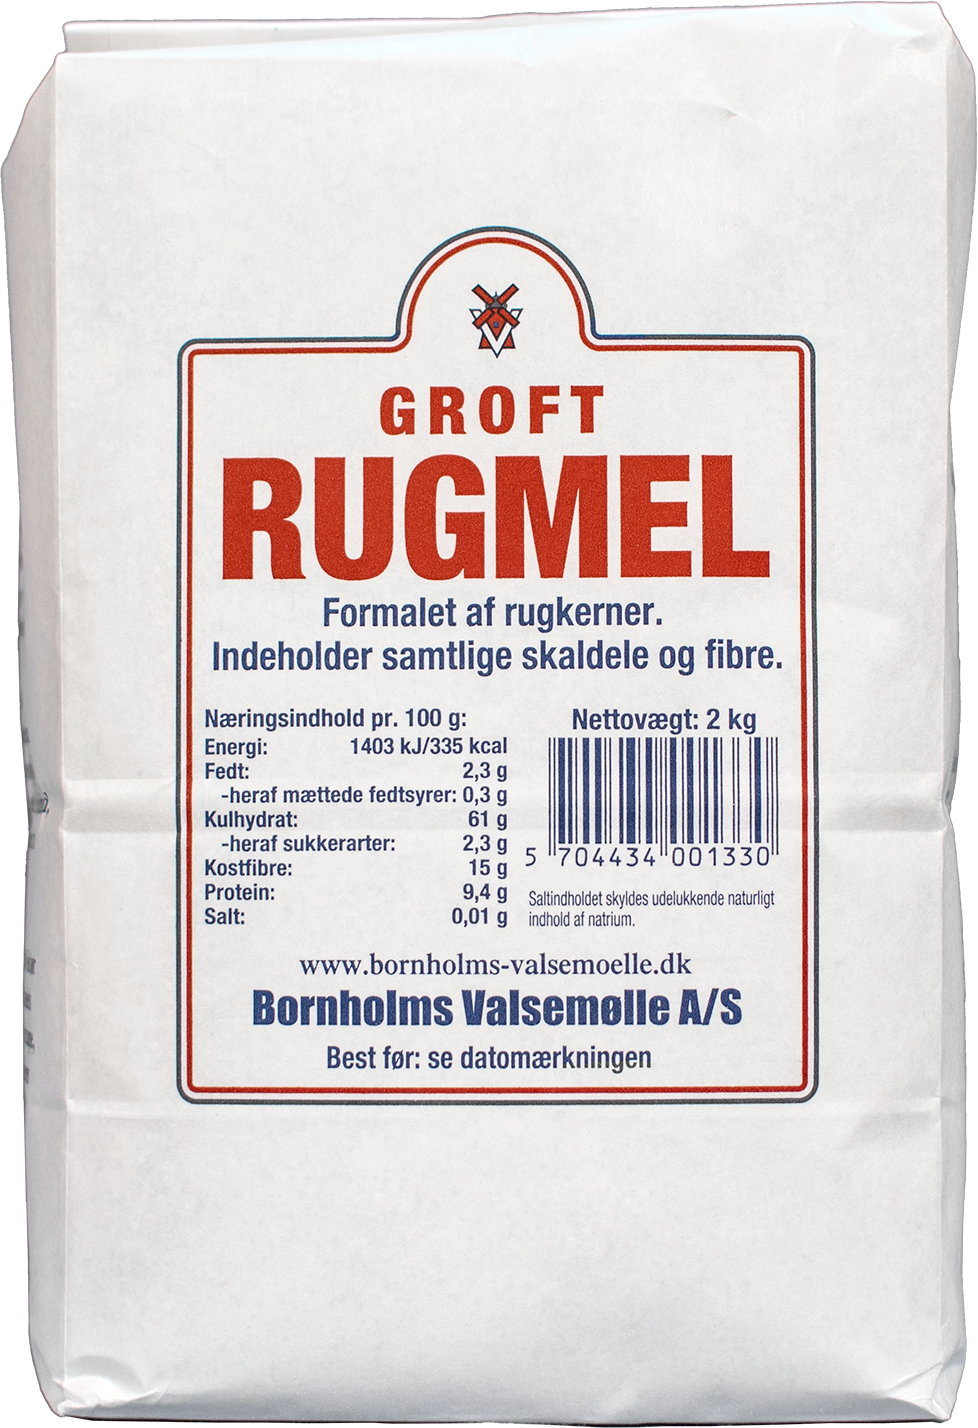 GROFT
RUGMEL
Formalet af rugkerner.
Indeholder samtlige skaldele og fibre.
Næringsindhold pr. 100 g:
Energi: 1403 kJ/335 kcal
Fedt: 2,3 g
-heraf mættede fedtsyrer: 0,3 g
Kulhydrat: 61 g
-heraf sukkerarter: 2,3 g
Kostfibre: 15 g
Protein: 9,4 g
Salt: 0,01 g
Nettovægt: 2 kg
5 704434 001330
Saltindholdet skyldes udelukkende naturligt
indhold af natrium.
www.bornholms-valsemoelle.dk
Bornholms Valsemølle A/S
Best før: se datomærkningen